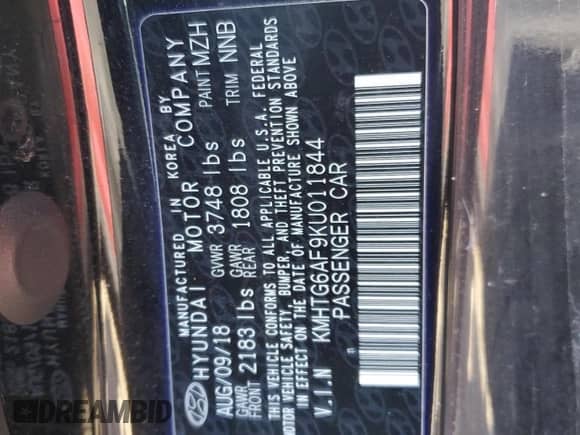 MANUFACTURED IN KOREA BY
HYUNDAI MOTOR COMPANY
AUG/09/18 GVWR 3748 lbs PAINT MZH
GAWR FRONT 2183 lbs GAWR REAR 1808 lbs TRIM NNB
THIS VEHICLE CONFORMS TO ALL APPLICABLE U.S.A. FEDERAL
MOTOR VEHICLE SAFETY, BUMPER, AND THEFT PREVENTION STANDARDS
IN EFFECT ON THE DATE OF MANUFACTURE SHOWN ABOVE
V.I.N KMHTG6AF9KU011844
PASSENGER CAR
DREAMBID